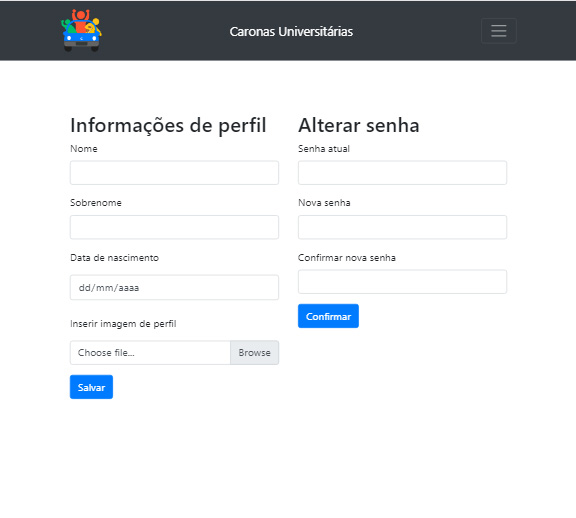 Caronas Universitárias
Informações de perfil
Nome
Sobrenome
Data de nascimento
dd/mm/aaaa
Inserir imagem de perfil
Choose file...
Browse
Salvar
Alterar senha
Senha atual
Nova senha
Confirmar nova senha
Confirmar